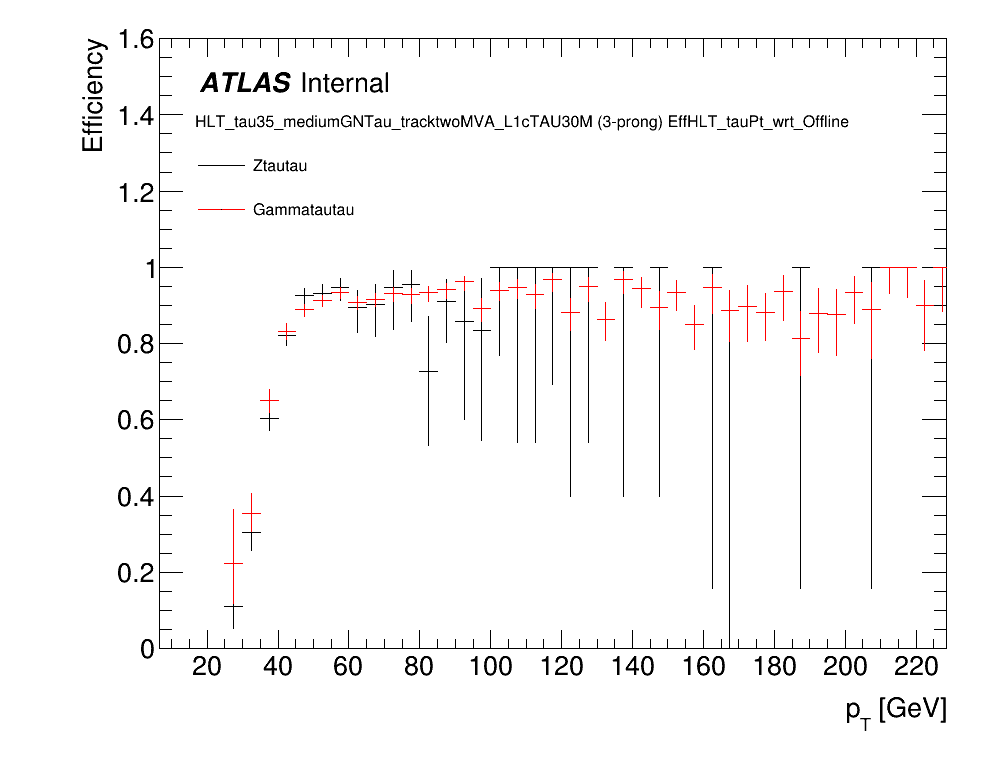 1.6
1.4
1.2
1
0.8
0.6
0.4
0.2
0
Efficiency
ATLAS Internal
HLT_tau35_mediumGNTau_tracktwoMVA_L1cTAU30M (3-prong) EffHLT_tauPt_wrt_Offline
Ztautau
Gammatautau
20 40 60 80 100 120 140 160 180 200 220
p_T [GeV]